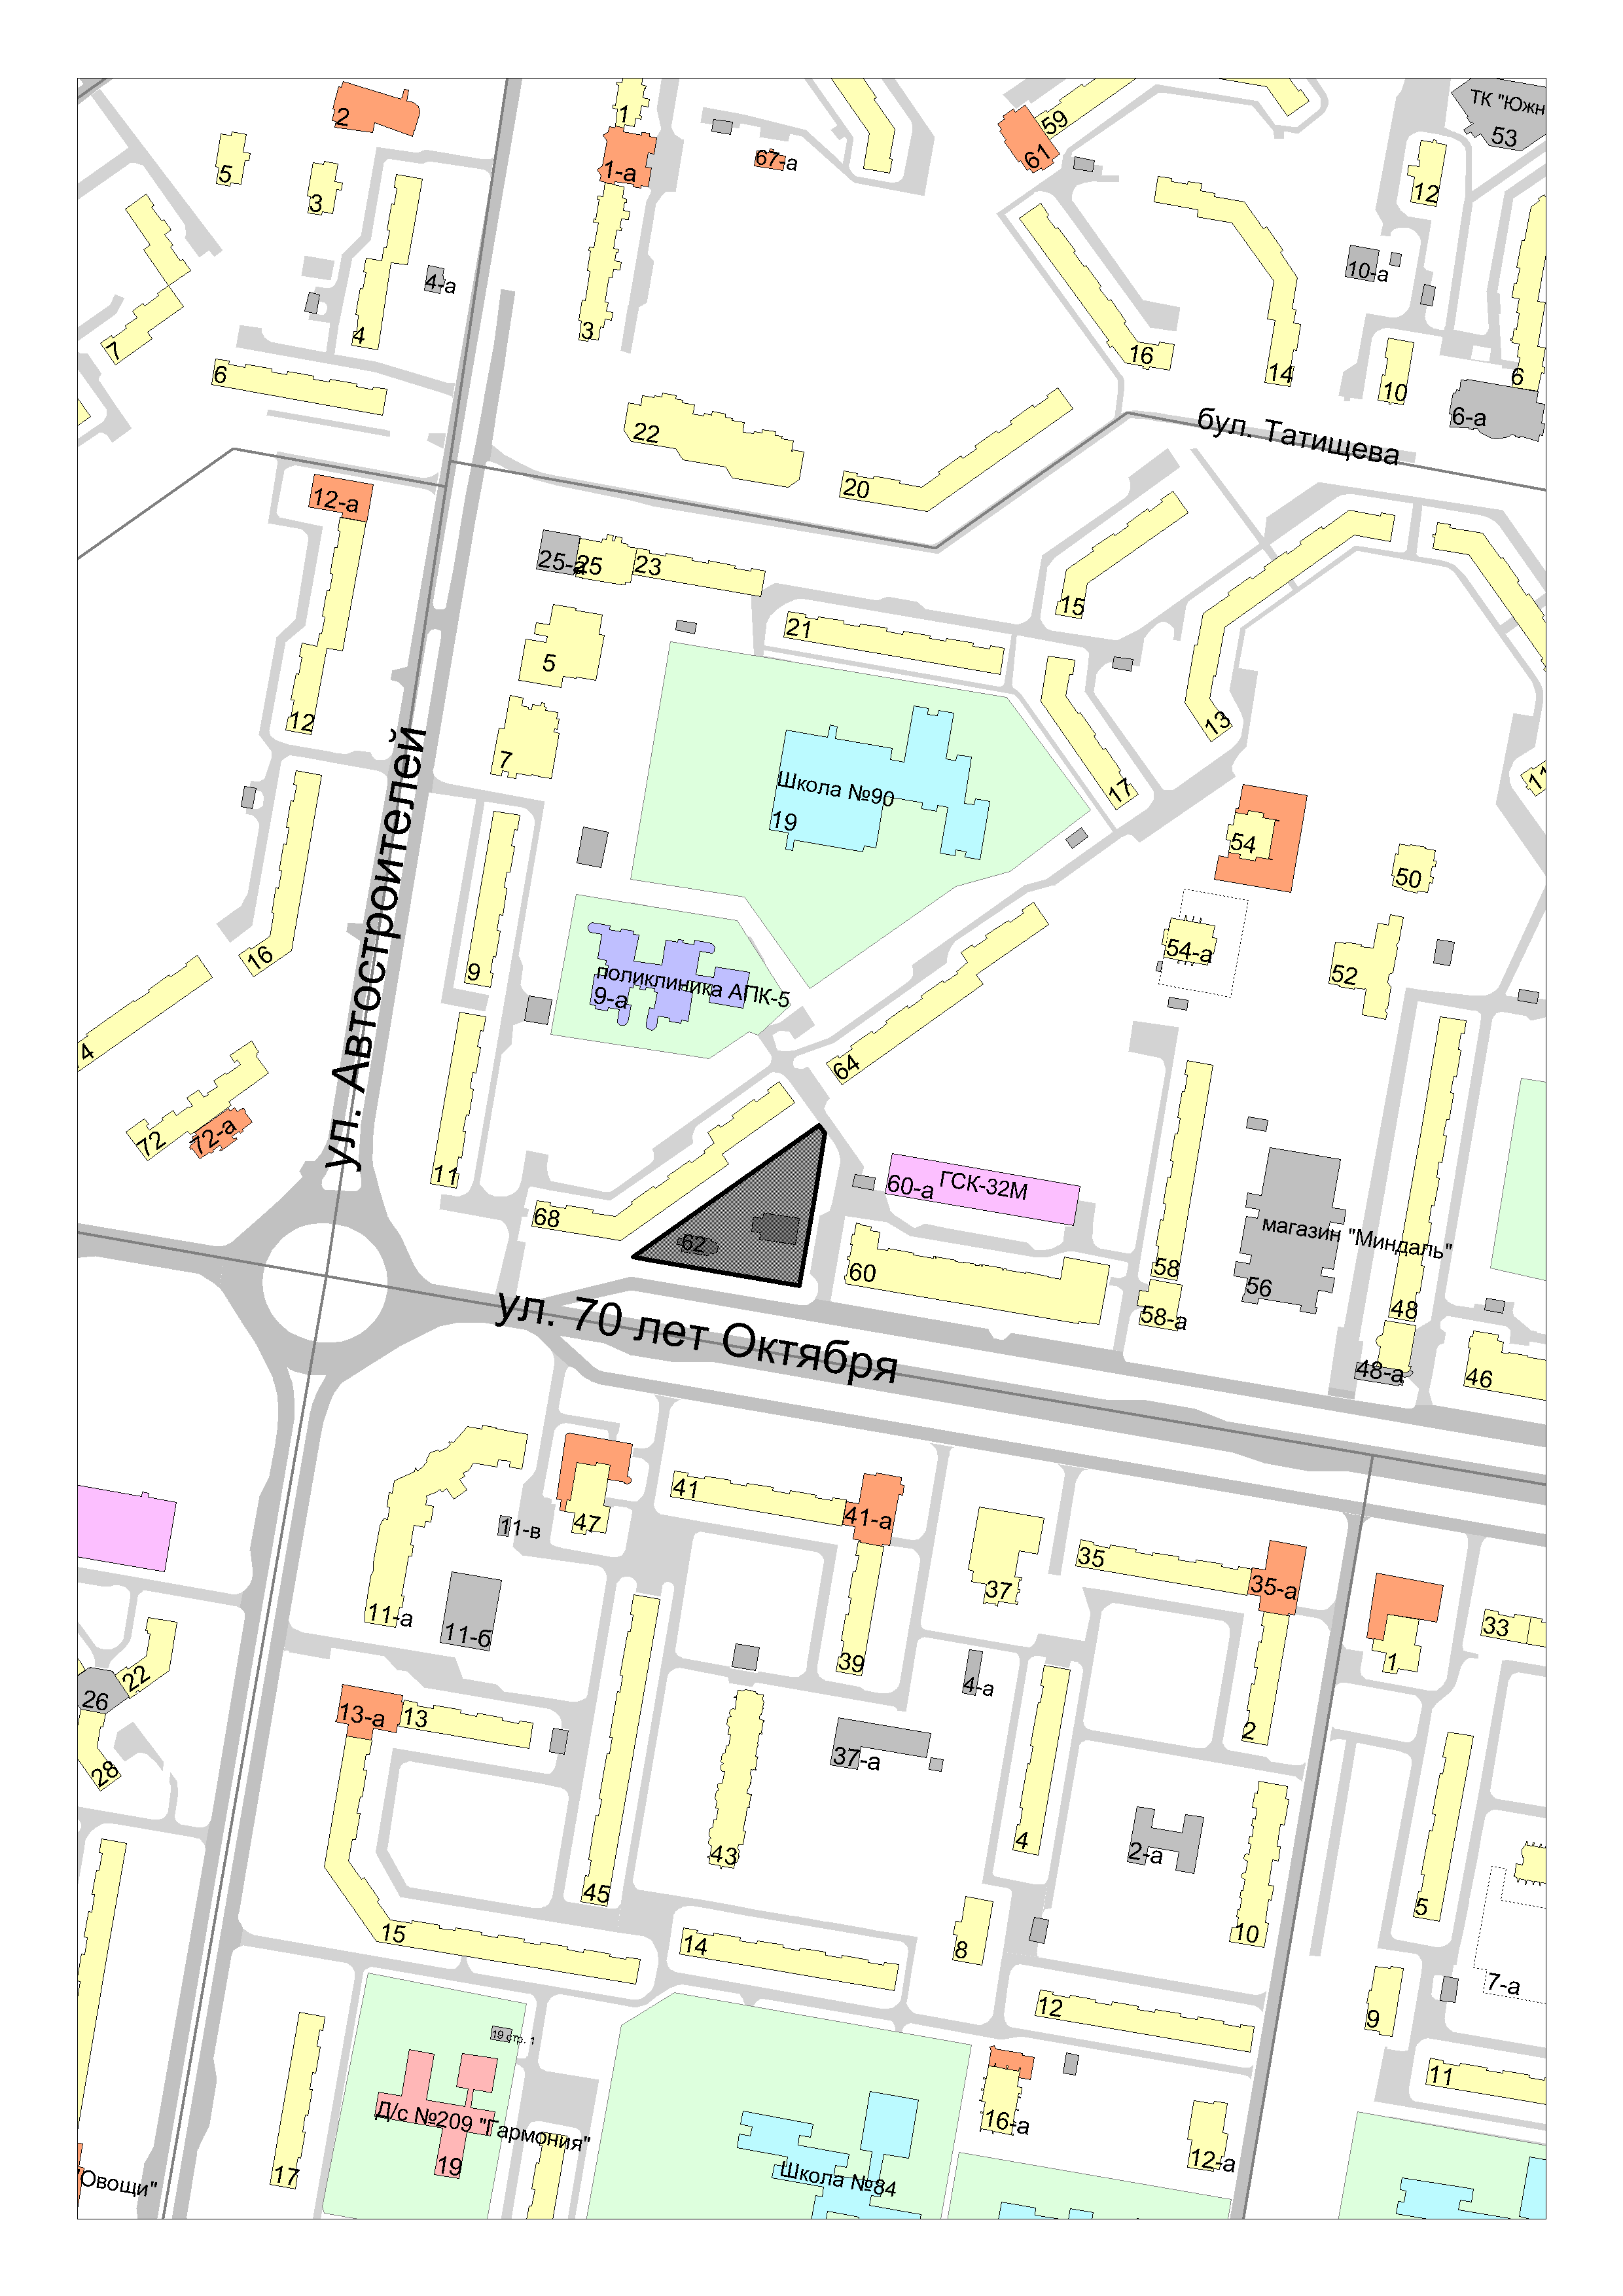 2
1
59
ТК "Южн
53
5
3
1-а
67-а
61
12
4-а
10-а
4
3
7
6
16
14
10
6
22
6-а
бул. Татищева
20
12-а
25-а
25
23
15
21
5
12
13
7
17
11
Школа №90
19
54
50
ул. Автостроителей
16
9
54-а
52
поликлиника АПК-5
9-а
4
64
72
72-а
11
ГСК-32М
60-а
68
магазин "Миндаль"
62
60
58
56
58-а
48
ул. 70 лет Октября
48-а
46
41
47
11-в
41-а
35
37
35-а
11-а
11-б
33
39
1
22
26
4-а
13-а
13
2
37-а
28
43
4
2-а
45
5
10
15
14
8
7-а
12
9
19 стр. 1
11
Д/с №209 "Гармония"
16-а
12-а
19
17
Школа №84
"Овощи"